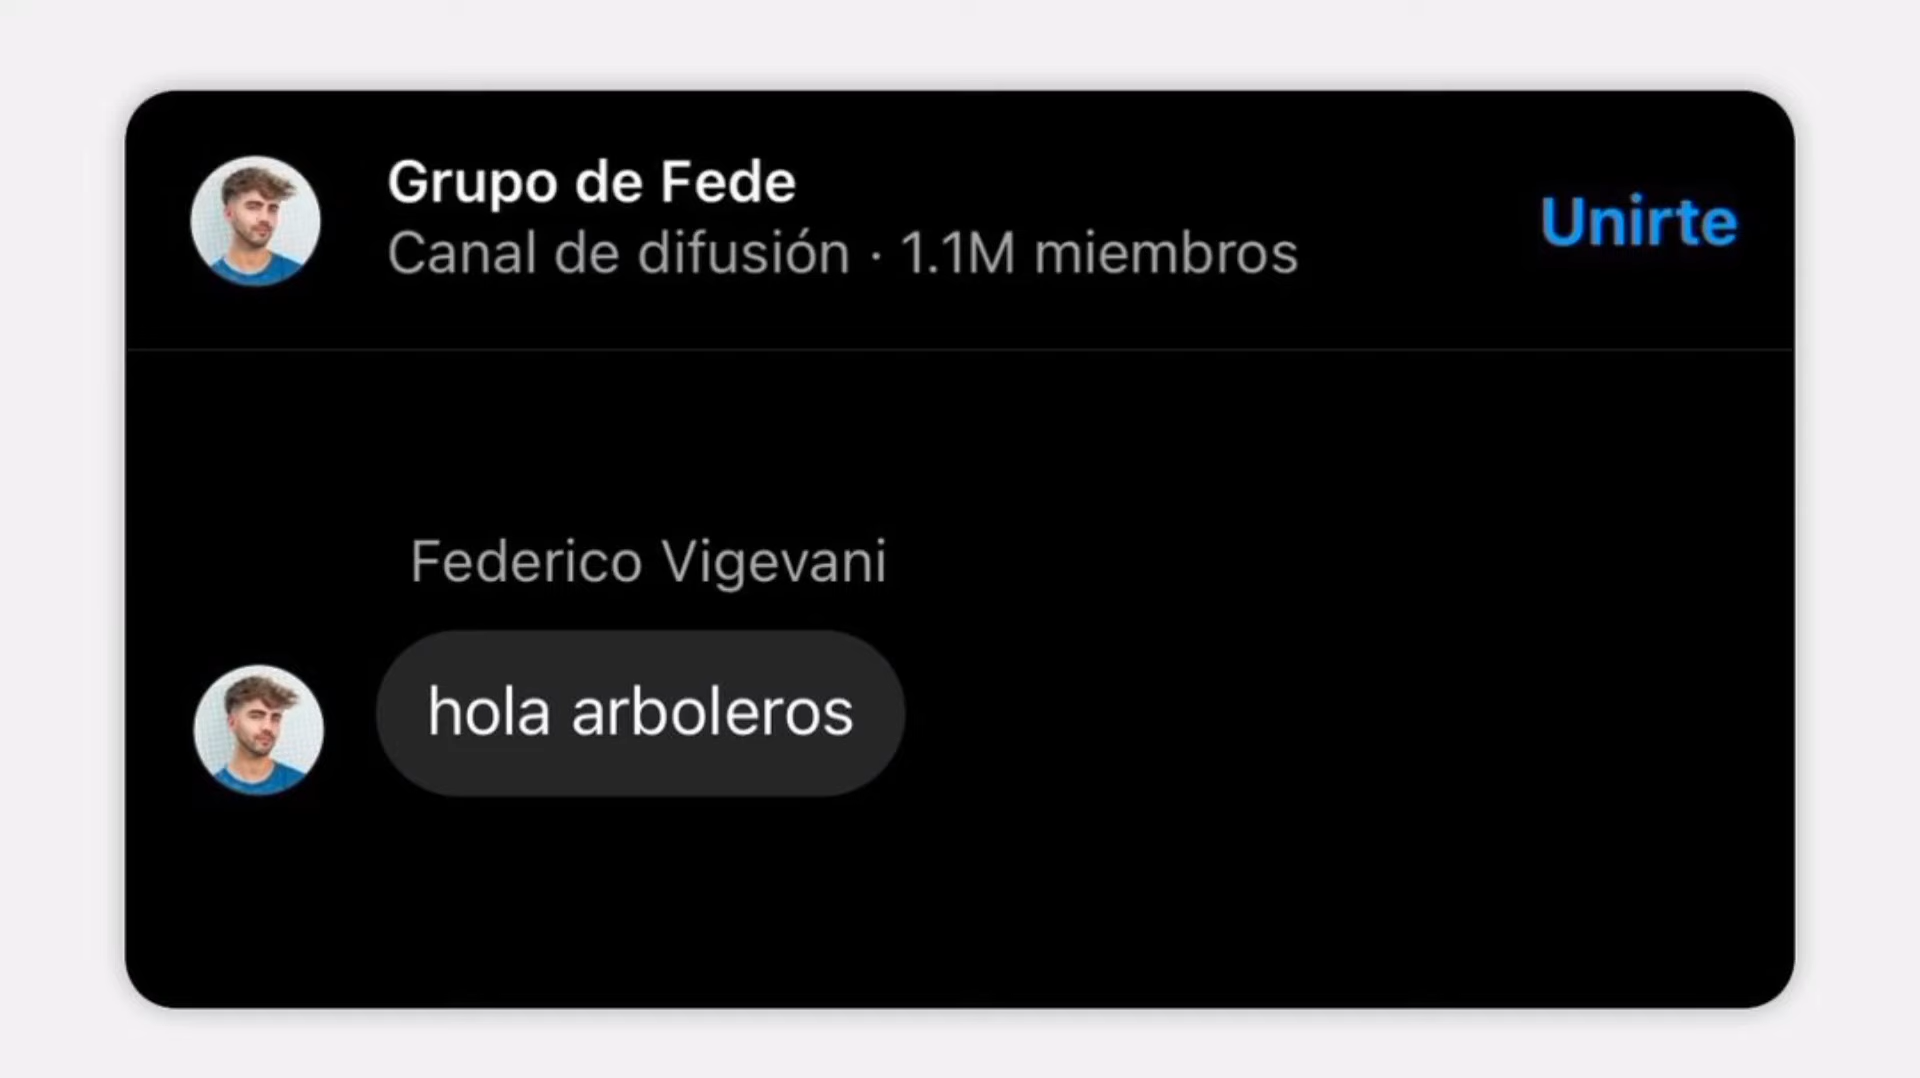 Grupo de Fede
Canal de difusión · 1.1M miembros
Unirte
Federico Vigevani
hola arboleros